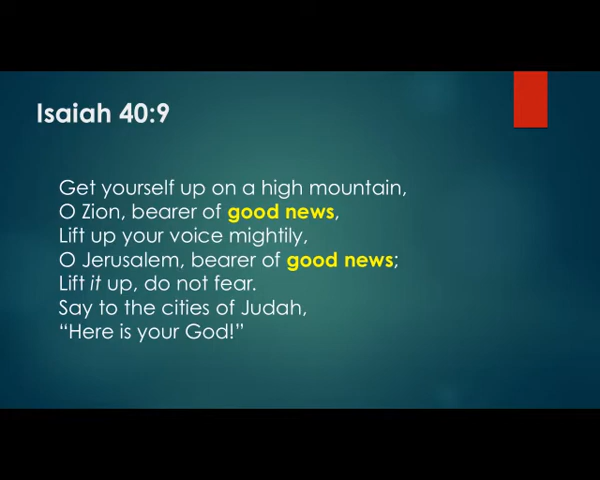 Isaiah 40:9
Get yourself up on a high mountain,
O Zion, bearer of good news,
Lift up your voice mightily,
O Jerusalem, bearer of good news;
Lift it up, do not fear.
Say to the cities of Judah,
“Here is your God!”